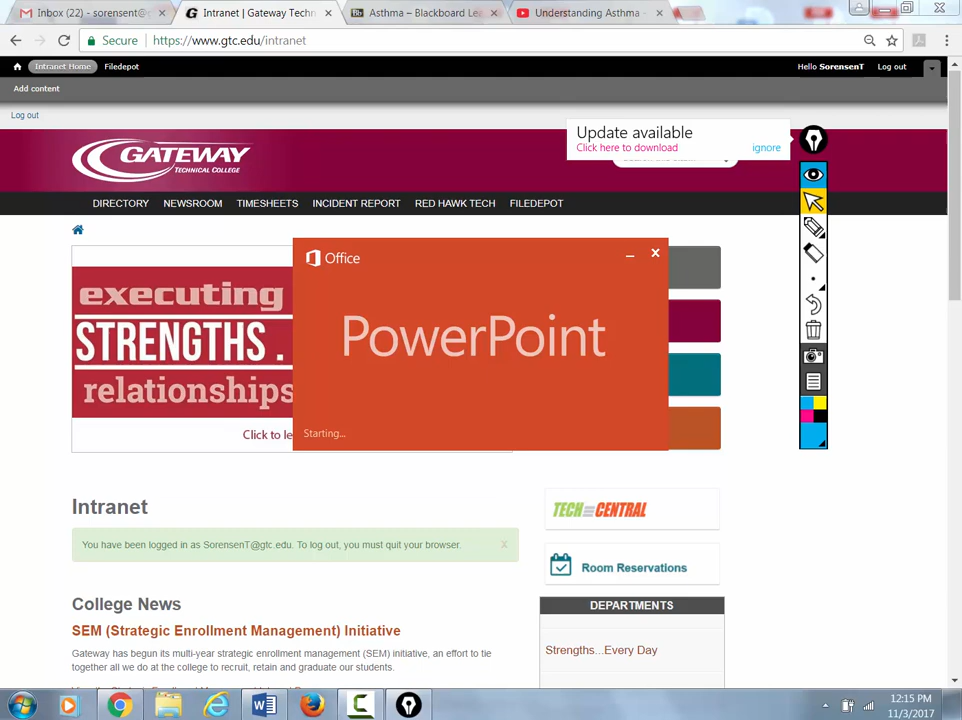 Inbox (22) - sorensent@g
Intranet | Gateway Techn
Asthma – Blackboard Lea
Understanding Asthma -
Secure
https://www.gtc.edu/intranet
Intranet Home
Filedepot
Hello SorensenT
Log out
Add content
Log out
Update available
Click here to download
ignore
GATEWAY
TECHNICAL COLLEGE
DIRECTORY
NEWSROOM
TIMESHEETS
INCIDENT REPORT
RED HAWK TECH
FILEDEPOT
executing
STRENGTHS.
relationships
Click to le
Office
PowerPoint
Starting...
Intranet
You have been logged in as SorensenT@gtc.edu. To log out, you must quit your browser.
x
College News
SEM (Strategic Enrollment Management) Initiative
Gateway has begun its multi-year strategic enrollment management (SEM) initiative, an effort to tie
together all we do at the college to recruit, retain and graduate our students.
TECH CENTRAL
Room Reservations
DEPARTMENTS
Strengths...Every Day
12:15 PM
11/3/2017